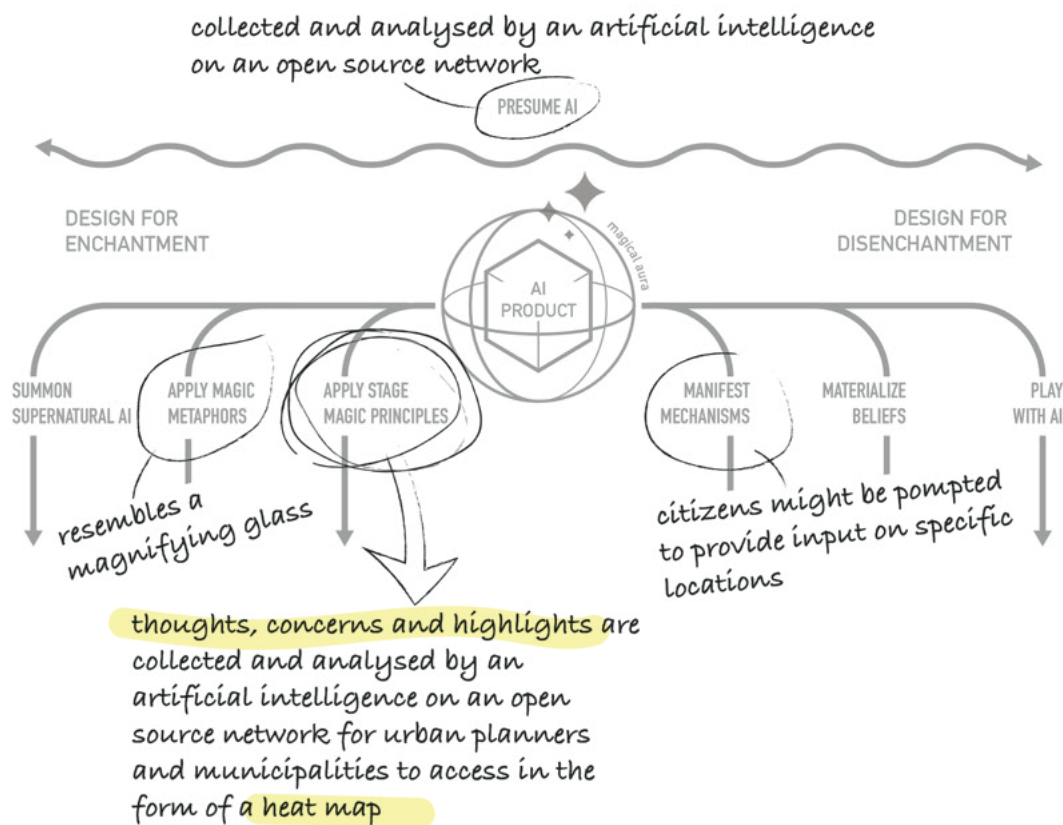 collected and analysed by an artificial intelligence
on an open source network
PRESUME AI
DESIGN FOR
ENCHANTMENT
DESIGN FOR
DISENCHANTMENT
magical aura
AI
PRODUCT
SUMMON
SUPERNATURAL AI
APPLY MAGIC
METAPHORS
APPLY STAGE
MAGIC PRINCIPLES
MANIFEST
MECHANISMS
MATERIALIZE
BELIEFS
PLAY
WITH AI
resembles a
magnifying glass
citizens might be pompted
to provide input on specific
locations
thoughts, concerns and highlights are
collected and analysed by an
artificial intelligence on an open
source network for urban planners
and municipalities to access in the
form of a heat map